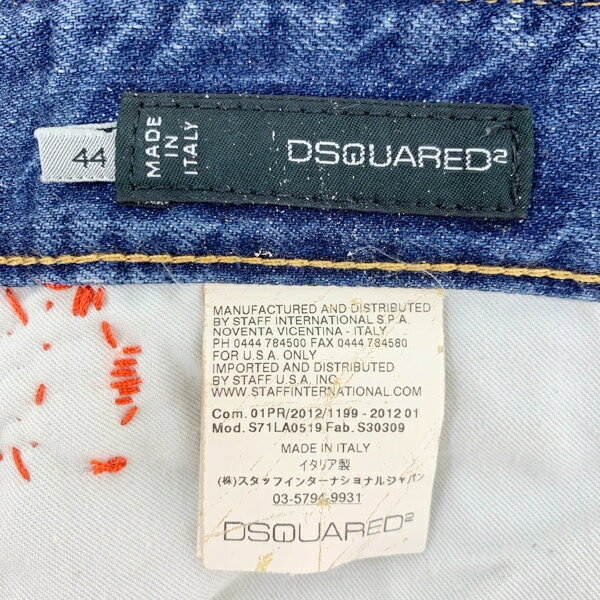 44
MADE
IN
ITALY
DSQUARED²
MANUFACTURED AND DISTRIBUTED
BY STAFF INTERNATIONAL S.P.A.
NOVENTA VICENTINA - ITALY
PH 0444 784500 FAX 0444 784580
FOR U.S.A. ONLY
IMPORTED AND DISTRIBUTED
BY STAFF U.S.A. INC.
WWW.STAFFINTERNATIONAL.COM
Com. 01PR/2012/1199 - 2012 01
Mod. S71LA0519 Fab. S30309
MADE IN ITALY
イタリア製
(株)スタッフインターナショナルジャパン
03-5794-9931
DSQUARED²